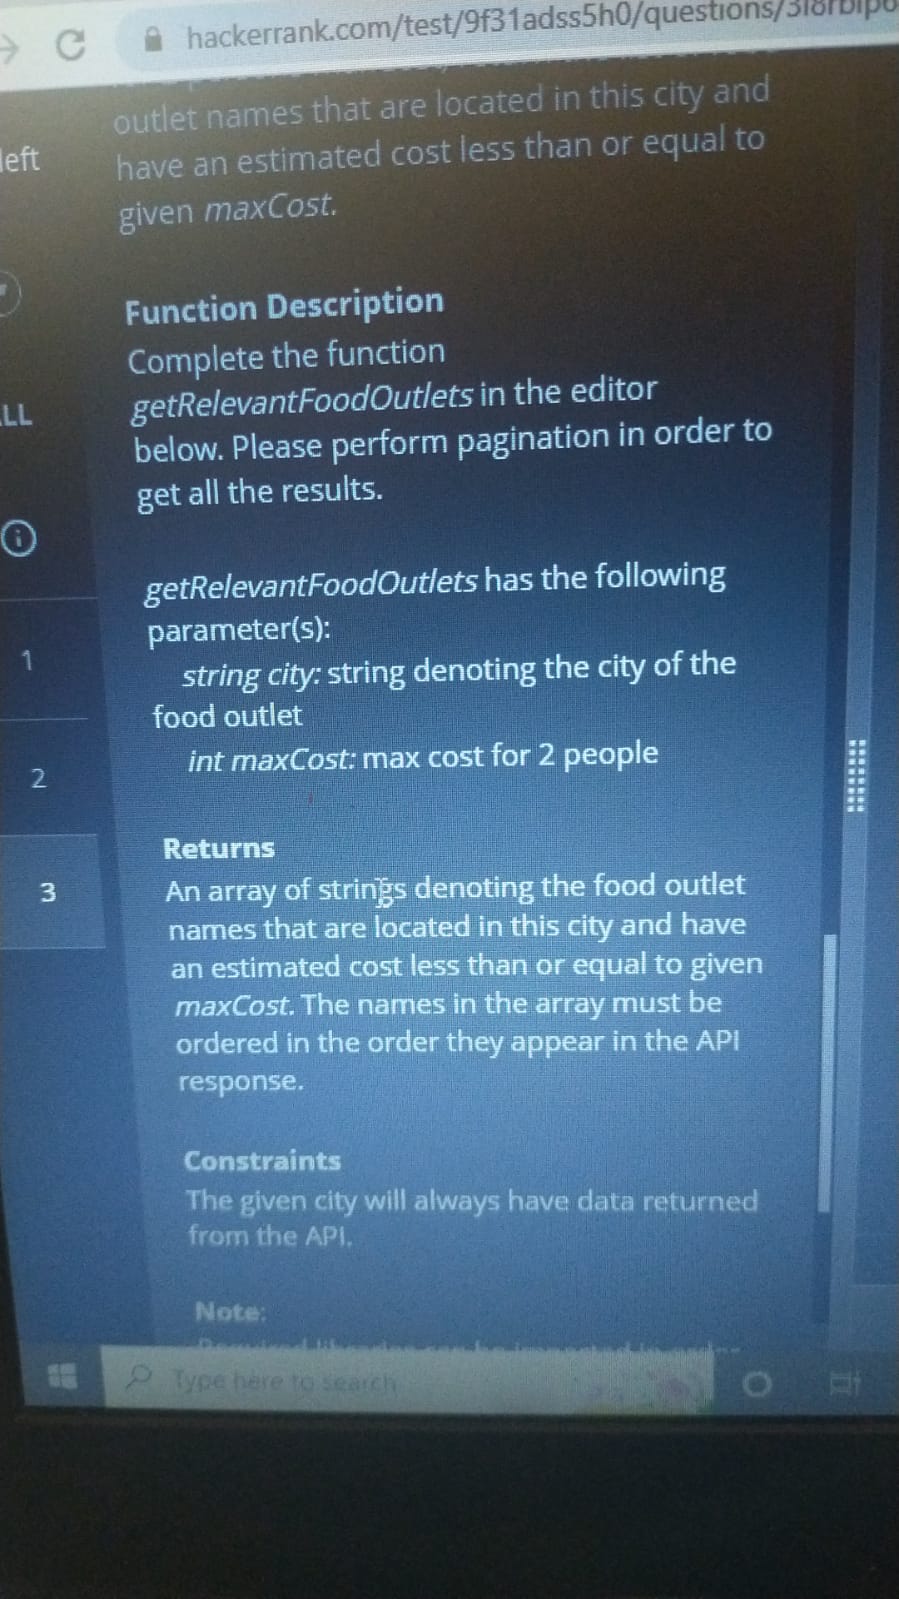 hackerrank.com/test/9f31adss5h0/questions/
outlet names that are located in this city and
left
have an estimated cost less than or equal to
given maxCost.
Function Description
Complete the function
LL
getRelevantFoodOutlets in the editor
below. Please perform pagination in order to
get all the results.
getRelevantFoodOutlets has the following
parameter(s):
1
string city: string denoting the city of the
food outlet
2
int maxCost: max cost for 2 people
Returns
3
An array of strings denoting the food outlet
names that are located in this city and have
an estimated cost less than or equal to given
maxCost. The names in the array must be
ordered in the order they appear in the API
response.
Constraints
The given city will always have data returned
from the API.
Note:
Type here to search